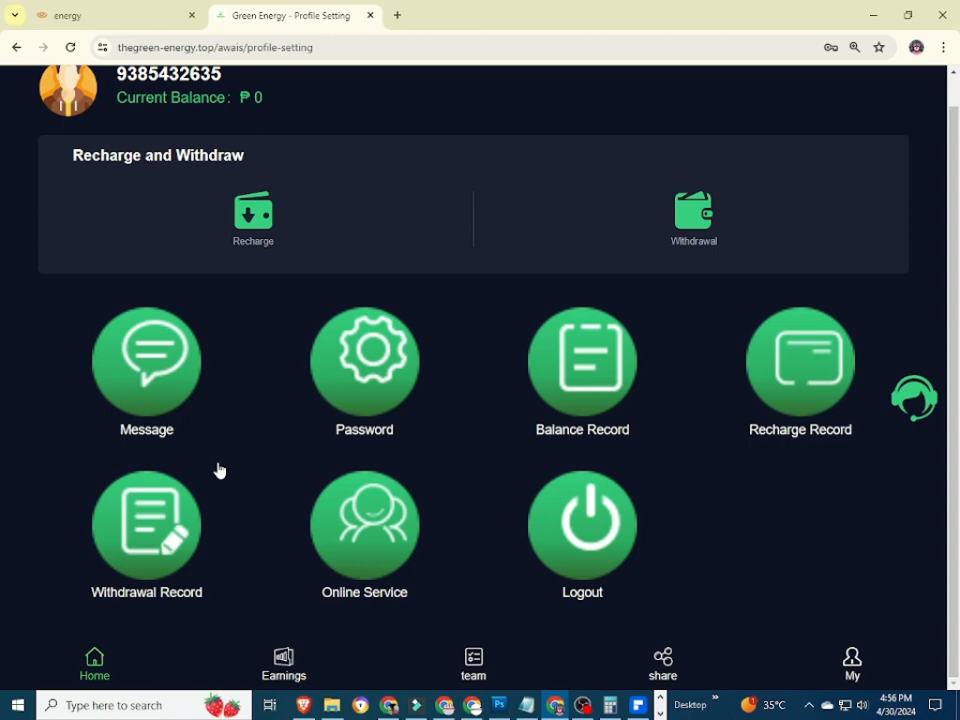 energy
Green Energy - Profile Setting
thegreen-energy.top/awais/profile-setting
9385432635
Current Balance: ₱ 0
Recharge and Withdraw
Recharge
Withdrawal
Message
Password
Balance Record
Recharge Record
Withdrawal Record
Online Service
Logout
Home
Earnings
team
share
My
Type here to search
Ps
Desktop
35°C
4:56 PM
4/30/2024